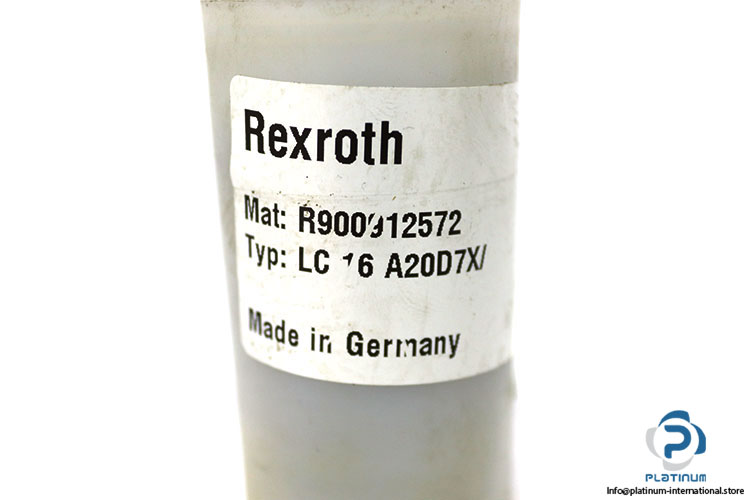 Rexroth
Mat: R900912572
Typ: LC 16 A20D7X/
Made in Germany
PLATINUM
Info@platinum-international.store